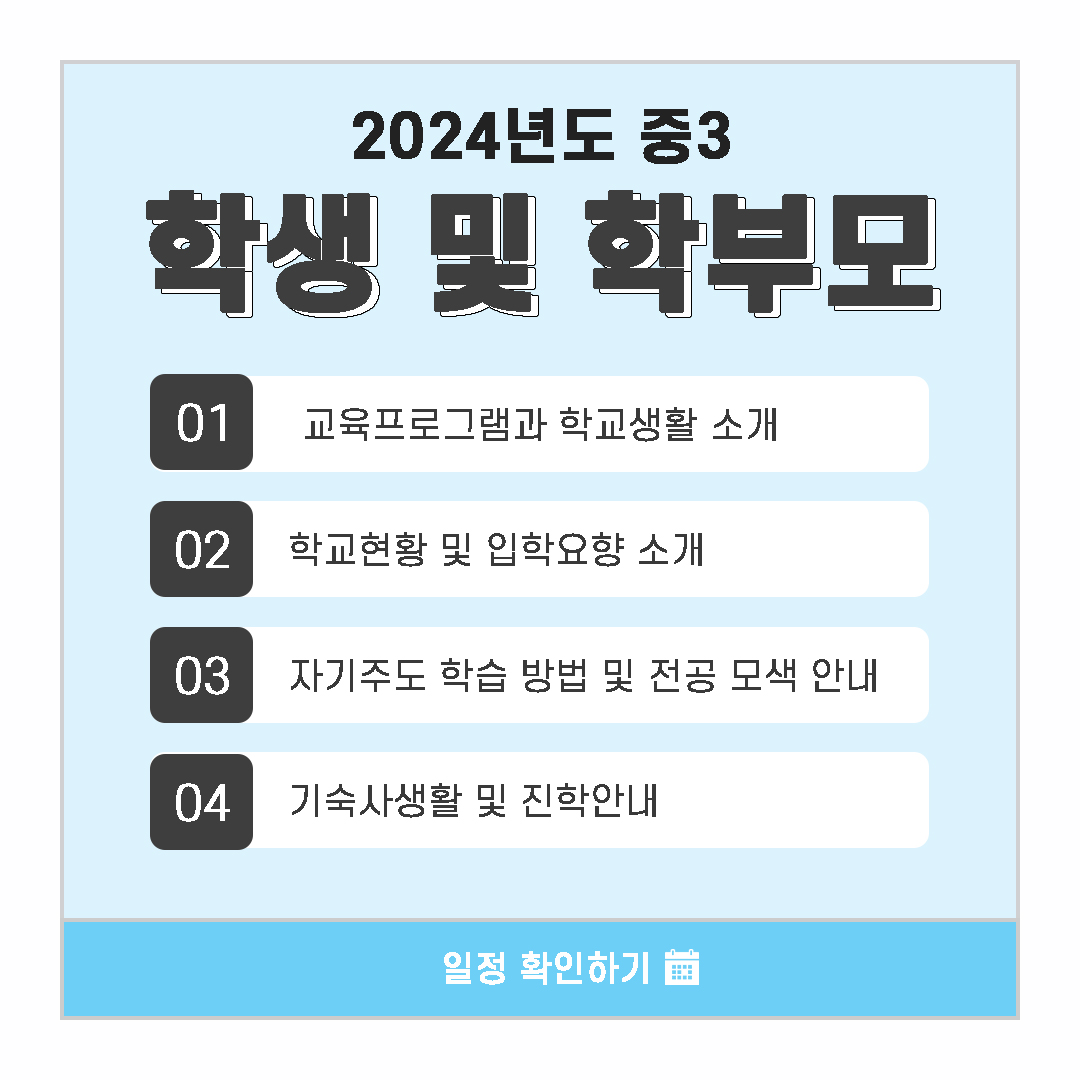 2024년도 중3
학생 및 학부모
01 교육프로그램과 학교생활 소개
02 학교현황 및 입학요향 소개
03 자기주도 학습 방법 및 전공 모색 안내
04 기숙사생활 및 진학안내
일정 확인하기